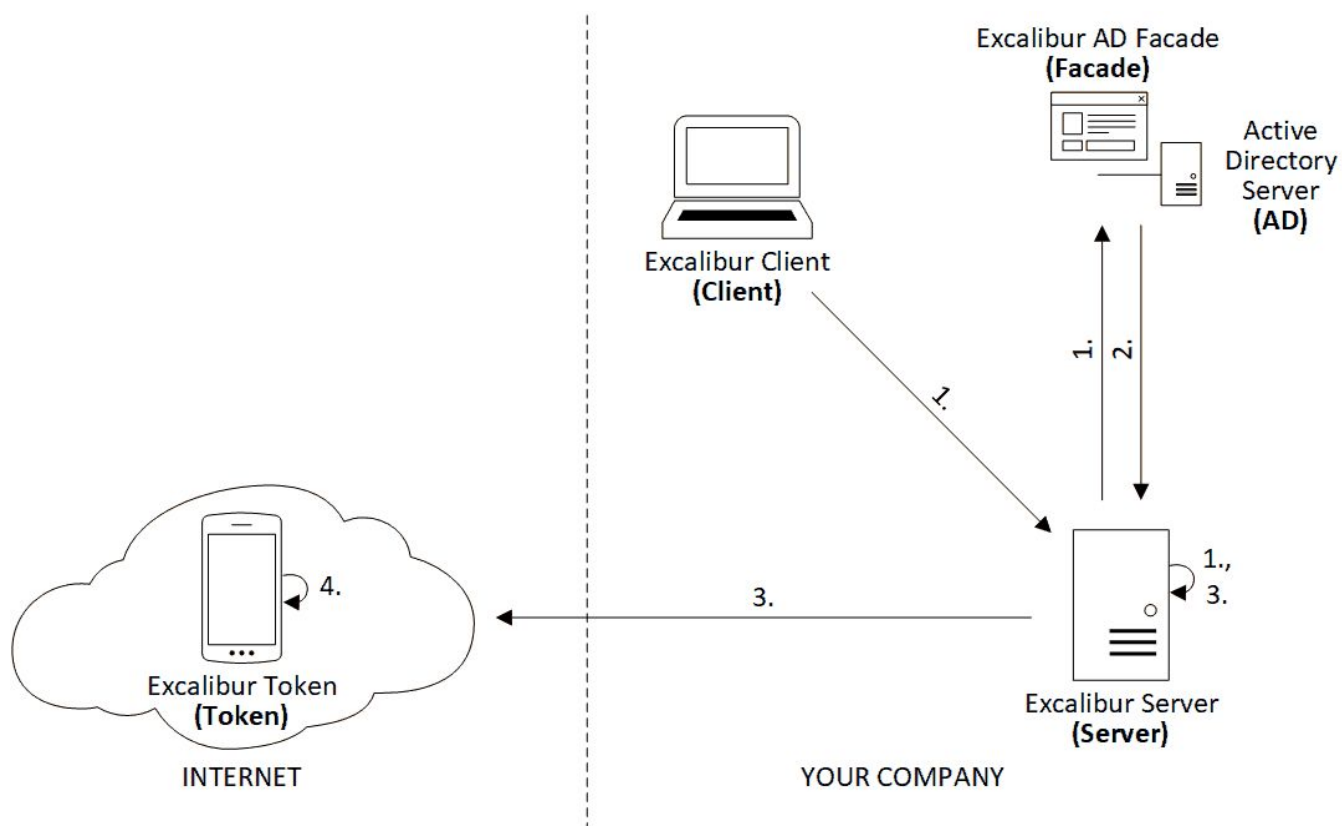 Excalibur AD Facade
(Facade)
Active
Directory
Server
(AD)
Excalibur Client
(Client)
1.
2.
1.
1.,
3.
3.
4.
Excalibur Token
(Token)
Excalibur Server
(Server)
INTERNET
YOUR COMPANY